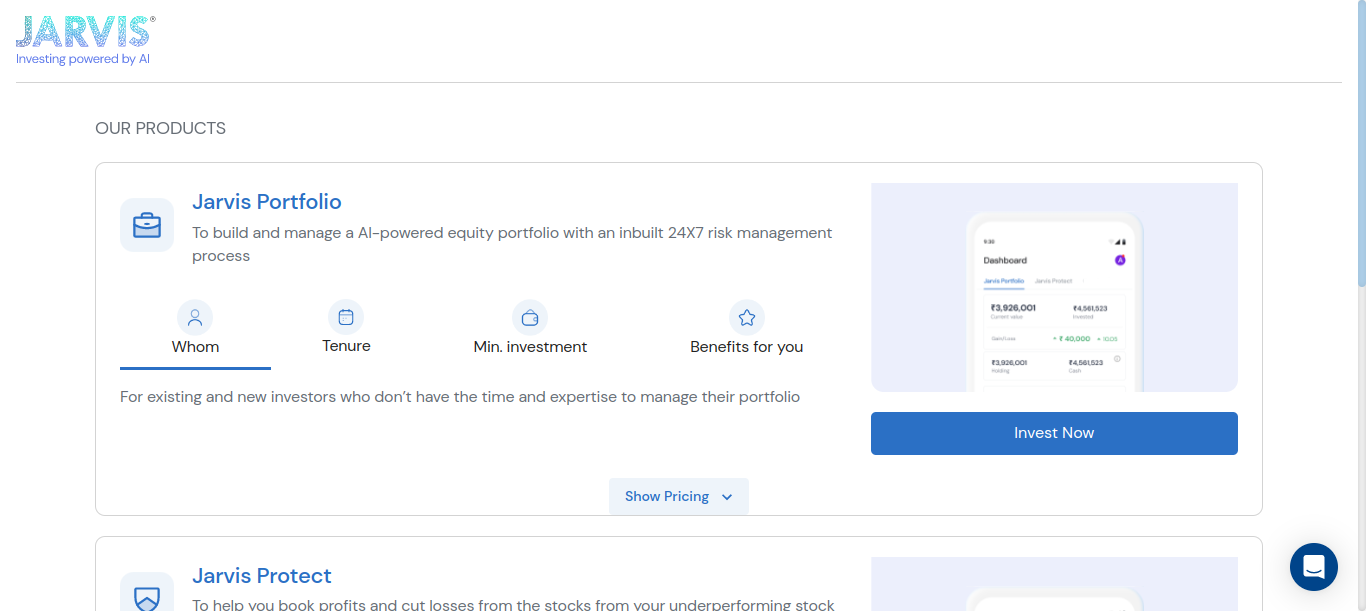 JARVIS®
Investing powered by AI
OUR PRODUCTS
Jarvis Portfolio
To build and manage a AI-powered equity portfolio with an inbuilt 24X7 risk management
process
Whom
Tenure
Min. investment
Benefits for you
For existing and new investors who don’t have the time and expertise to manage their portfolio
9:30
Dashboard
A
Jarvis Portfolio
Jarvis Protect
₹3,926,001
₹4,561,523
Current value
Invested
Gain/Loss
+ ₹ 40,000
+ 10.05
₹3,926,001
₹4,561,523
Holding
Cash
Invest Now
Show Pricing
Jarvis Protect
To help you book profits and cut losses from the stocks from your underperforming stock